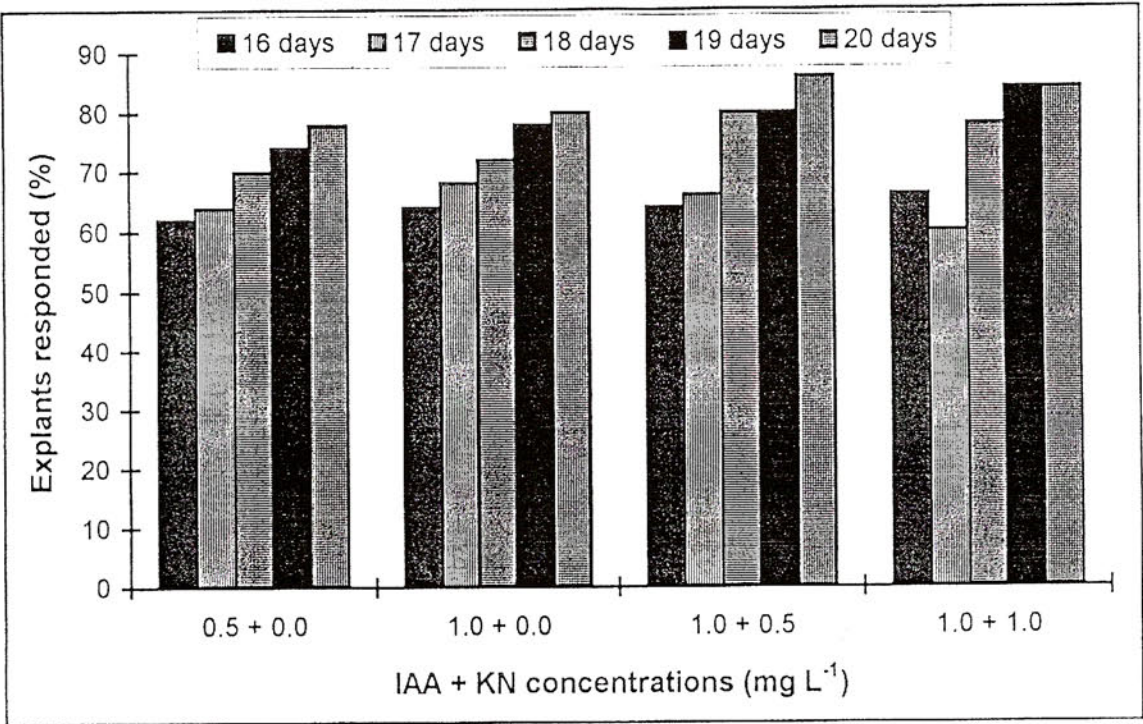 16 days 17 days 18 days 19 days 20 days
90
80
70
60
50
40
30
20
10
0
Explants responded (%)
0.5 + 0.0 1.0 + 0.0 1.0 + 0.5 1.0 + 1.0
IAA + KN concentrations (mg L⁻¹)